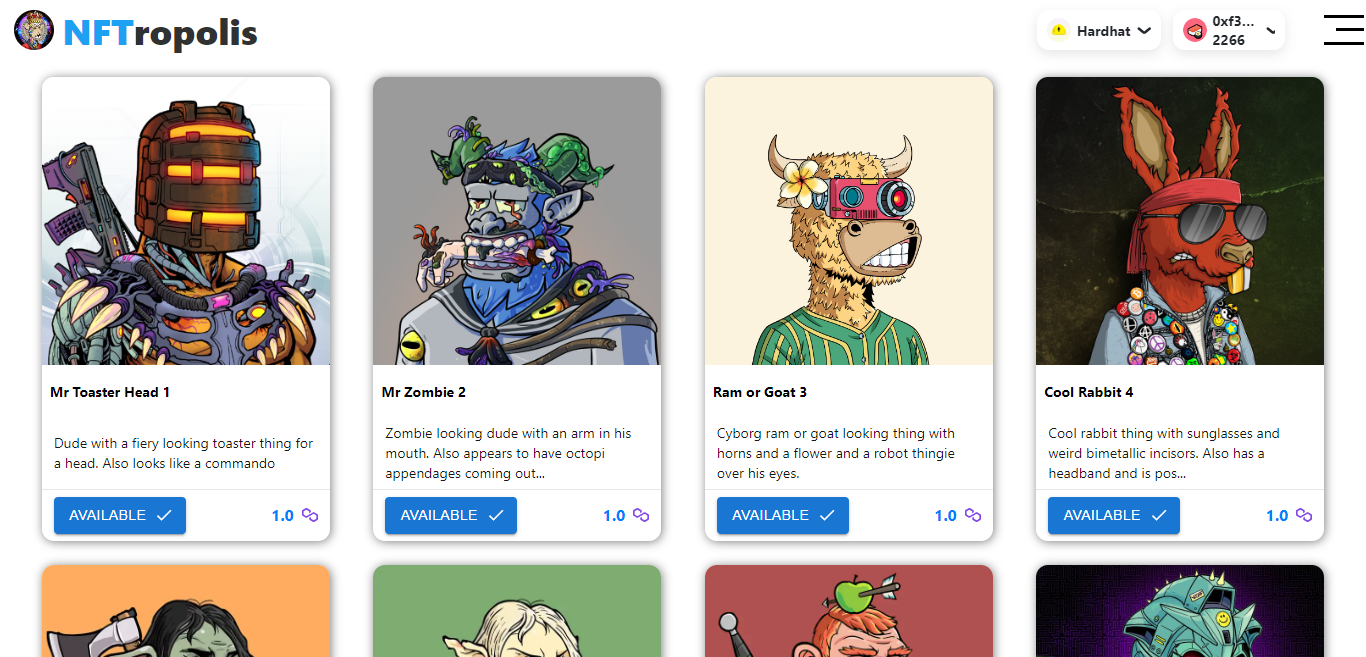 NFTropolis
Hardhat
0xf3...
2266
Mr Toaster Head 1
Dude with a fiery looking toaster thing for
a head. Also looks like a commando
AVAILABLE
1.0
Mr Zombie 2
Zombie looking dude with an arm in his
mouth. Also appears to have octopi
appendages coming out...
AVAILABLE
1.0
Ram or Goat 3
Cyborg ram or goat looking thing with
horns and a flower and a robot thingie
over his eyes.
AVAILABLE
1.0
Cool Rabbit 4
Cool rabbit thing with sunglasses and
weird bimetallic incisors. Also has a
headband and is pos...
AVAILABLE
1.0